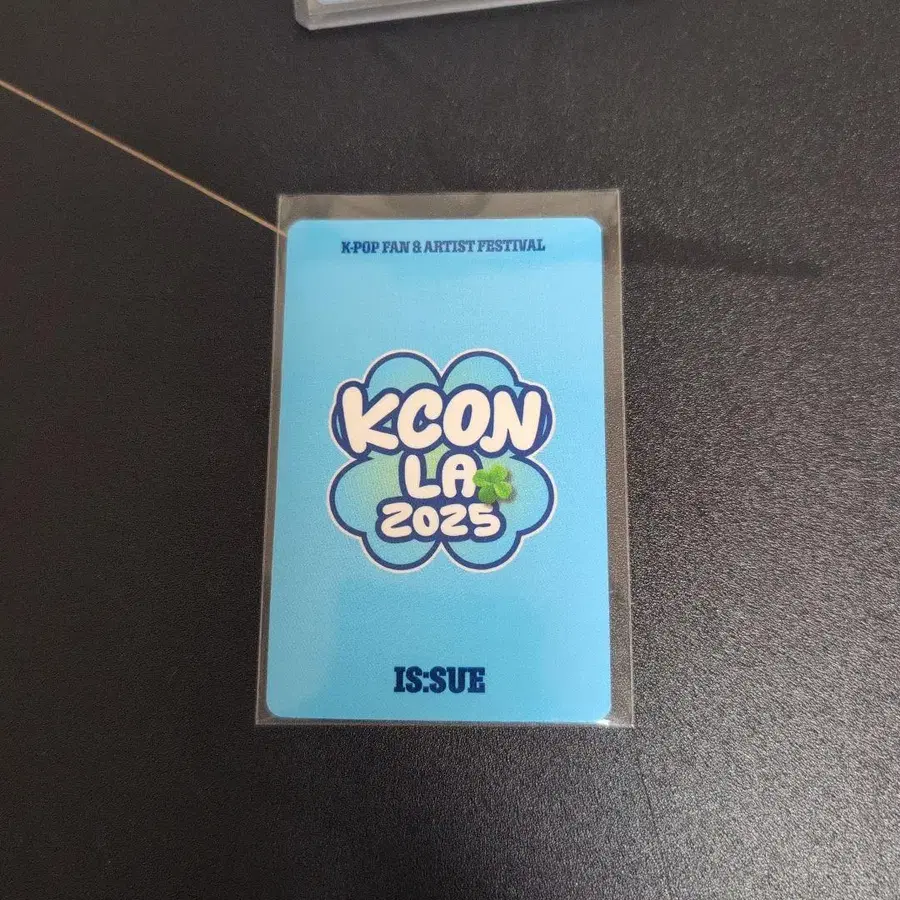 K-POP FAN & ARTIST FESTIVAL
KCON
LA
2025
IS:SUE